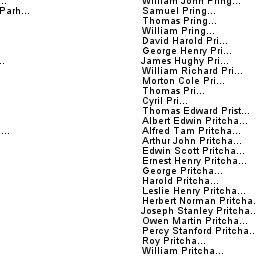 ...
William John Pring...
Parh...
Samuel Pring...
Thomas Pring...
William Pring...
David Harold Pri...
George Henry Pri...
..
James Hughy Pri...
William Richard Pri...
Morton Cole Pri...
Thomas Pri...
Cyril Pri...
Thomas Edward Prist...
Albert Edwin Pritcha...
...
Alfred Tam Pritcha...
Arthur John Pritcha...
Edwin Scott Pritcha...
Ernest Henry Pritcha...
George Pritcha...
Harold Pritcha...
Leslie Henry Pritcha...
Herbert Norman Pritcha.
Joseph Stanley Pritcha..
Owen Martin Pritcha...
Percy Stanford Pritcha..
Roy Pritcha...
William Pritcha...